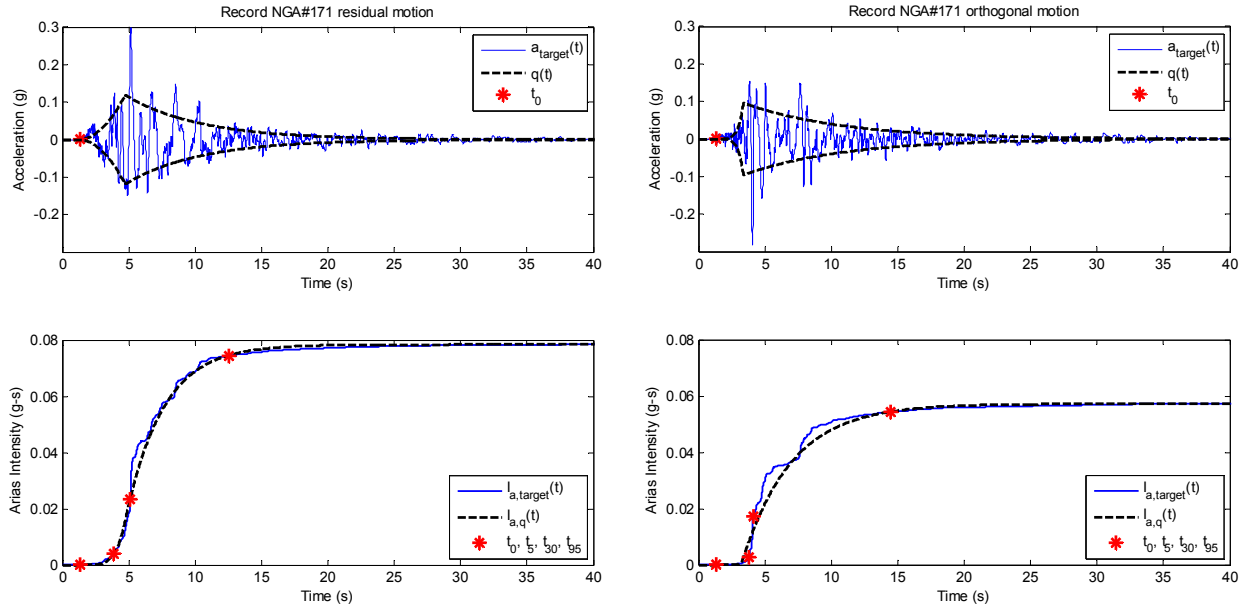 Record NGA#171 residual motion
0.3
0.2
0.1
0
-0.1
-0.2
Acceleration (g)
a_target(t)
q(t)
t_0
0 5 10 15 20 25 30 35 40
Time (s)
Record NGA#171 orthogonal motion
0.3
0.2
0.1
0
-0.1
-0.2
Acceleration (g)
a_target(t)
q(t)
t_0
0 5 10 15 20 25 30 35 40
Time (s)
0.08
0.06
0.04
0.02
0
Arias Intensity (g-s)
I_a,target(t)
I_a,q(t)
t_0, t_5, t_30, t_95
0 5 10 15 20 25 30 35 40
Time (s)
0.08
0.06
0.04
0.02
0
Arias Intensity (g-s)
I_a,target(t)
I_a,q(t)
t_0, t_5, t_30, t_95
0 5 10 15 20 25 30 35 40
Time (s)